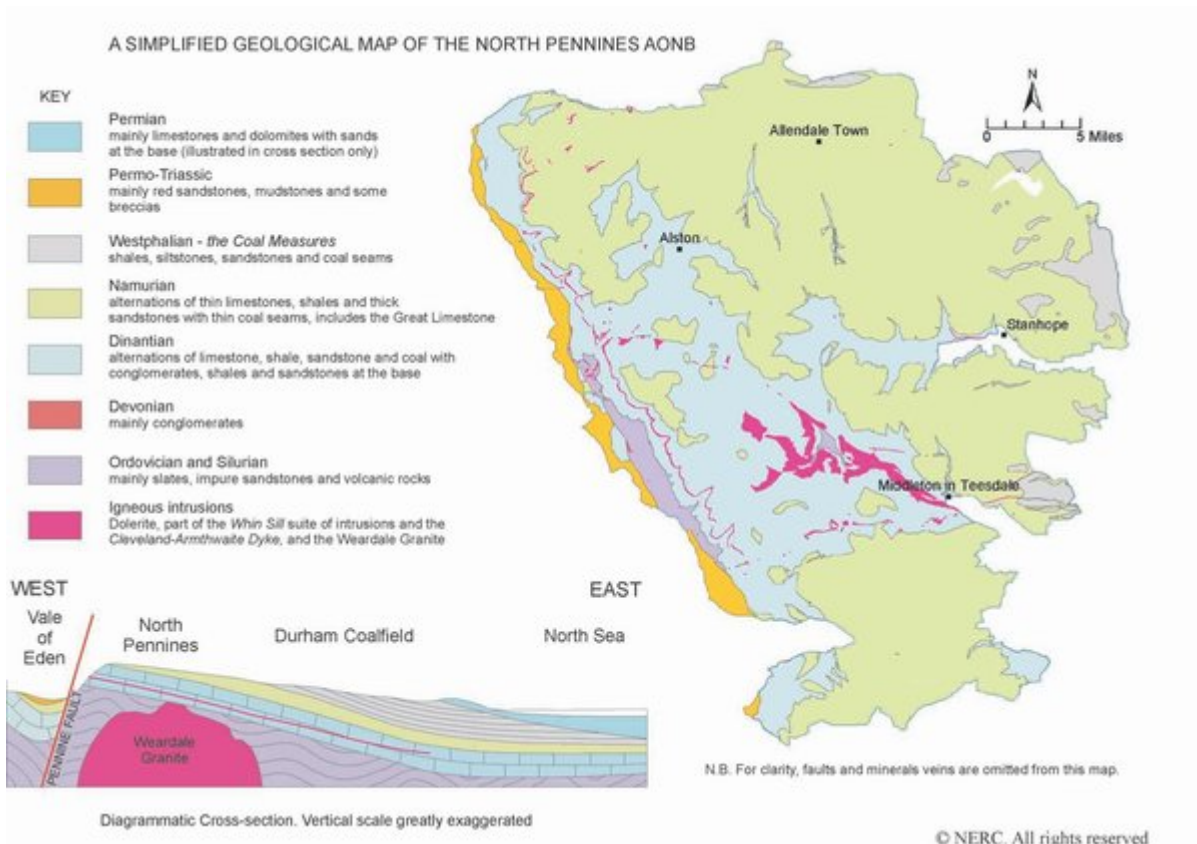 A SIMPLIFIED GEOLOGICAL MAP OF THE NORTH PENNINES AONB
KEY
Permian
mainly limestones and dolomites with sands
at the base (illustrated in cross section only)
Permo-Triassic
mainly red sandstones, mudstones and some
breccias
Westphalian - the Coal Measures
shales, siltstones, sandstones and coal seams
Namurian
alternations of thin limestones, shales and thick
sandstones with thin coal seams, includes the Great Limestone
Dinantian
alternations of limestone, shale, sandstone and coal with
conglomerates, shales and sandstones at the base
Devonian
mainly conglomerates
Ordovician and Silurian
mainly slates, impure sandstones and volcanic rocks
Igneous intrusions
Dolerite, part of the Whin Sill suite of intrusions and the
Cleveland-Armthwaite Dyke, and the Weardale Granite
N
0 5 Miles
Allendale Town
Alston
Stanhope
Middleton in Teesdale
WEST
EAST
Vale
of
Eden
North
Pennines
Durham Coalfield
North Sea
PENNINE FAULT
Weardale
Granite
N.B. For clarity, faults and minerals veins are omitted from this map.
Diagrammatic Cross-section. Vertical scale greatly exaggerated
© NERC. All rights reserved